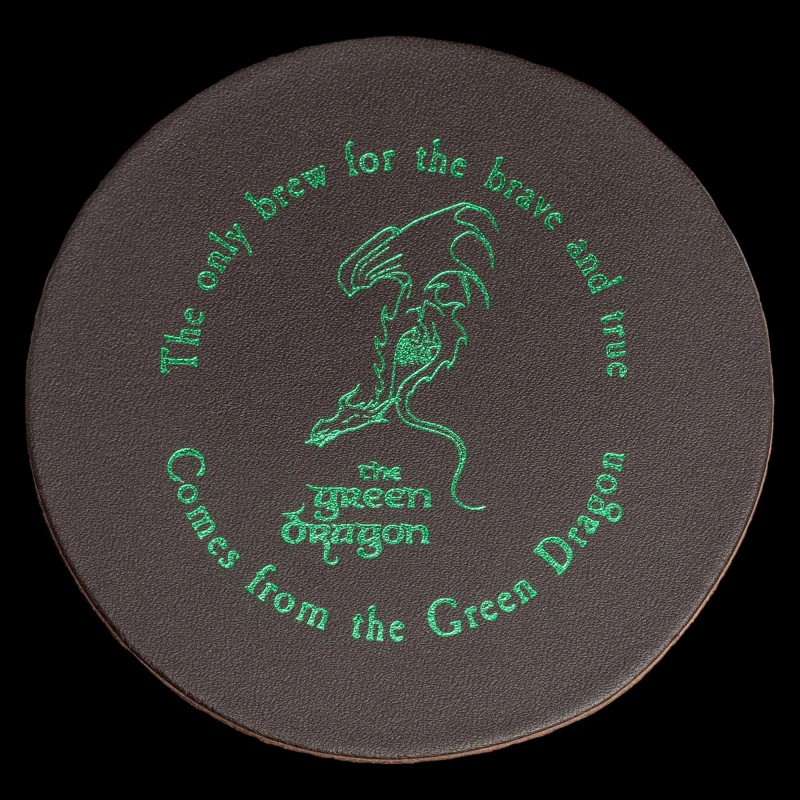 The only brew for the brave and true
the
green
dragon
Comes from the Green Dragon